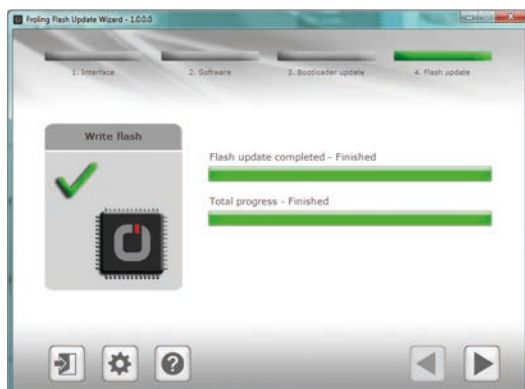 Froling Flash Update Wizard - 1.0.0.0
1. Interface
2. Software
3. Bootloader update
4. Flash update
Write flash
Flash update completed - Finished
Total progress - Finished
?